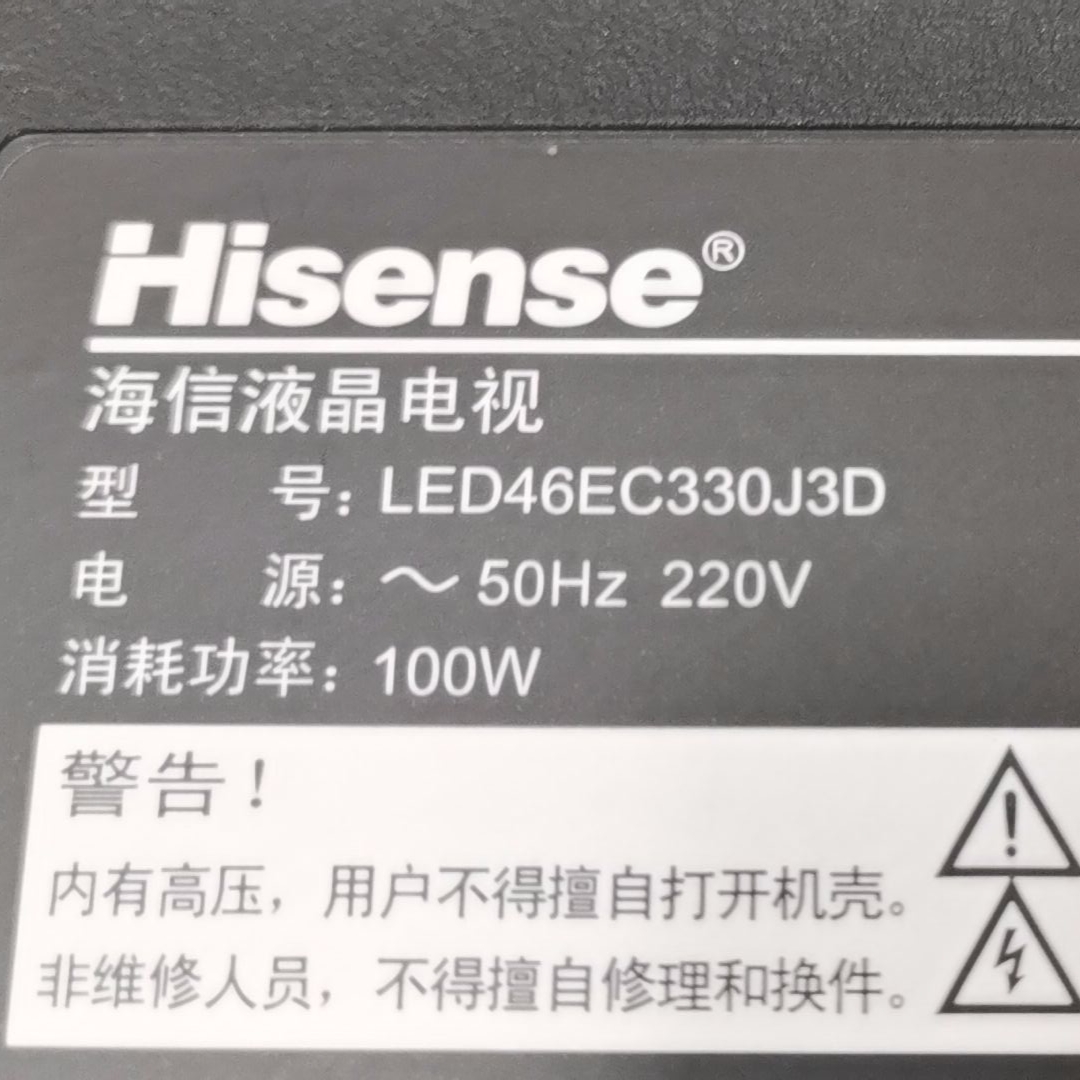 Hisense®
海信液晶电视
型 号：LED46EC330J3D
电 源：～50Hz 220V
消耗功率：100W
警告！
内有高压，用户不得擅自打开机壳。
非维修人员，不得擅自修理和换件。